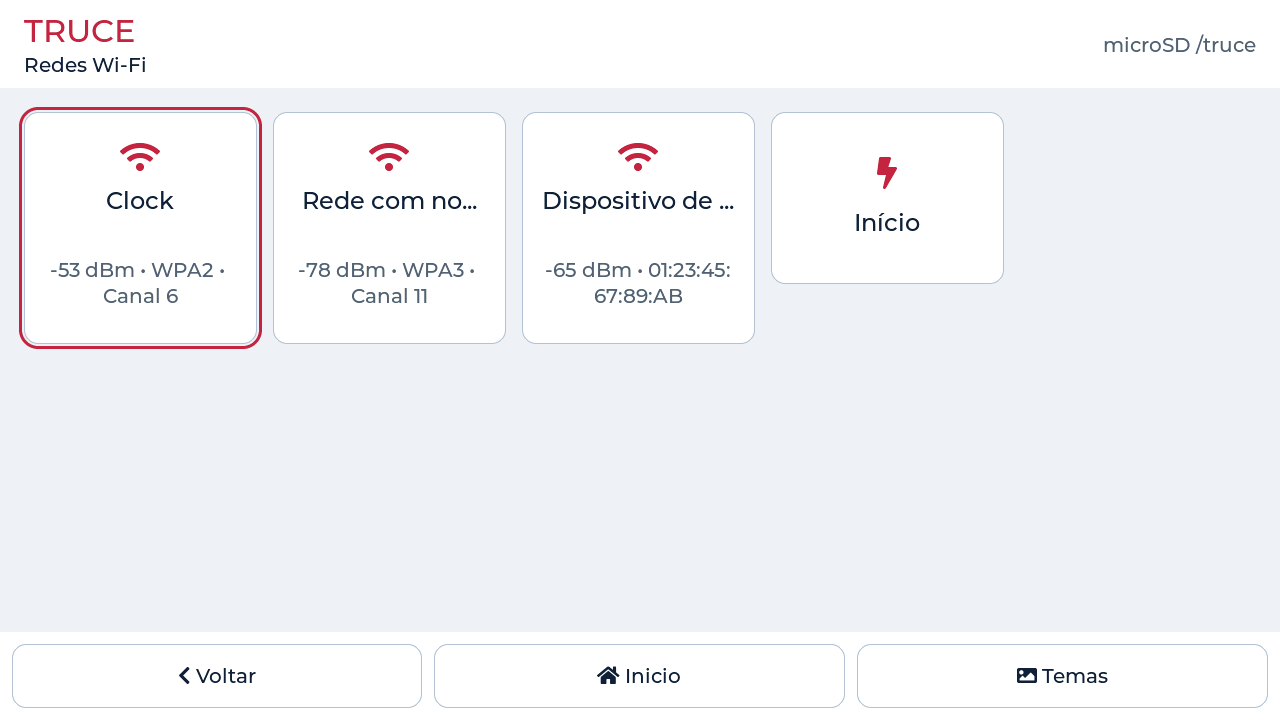 TRUCE
Redes Wi-Fi
microSD /truce
Clock
-53 dBm • WPA2 •
Canal 6
Rede com no...
-78 dBm • WPA3 •
Canal 11
Dispositivo de ...
-65 dBm • 01:23:45:
67:89:AB
Início
Voltar
Inicio
Temas